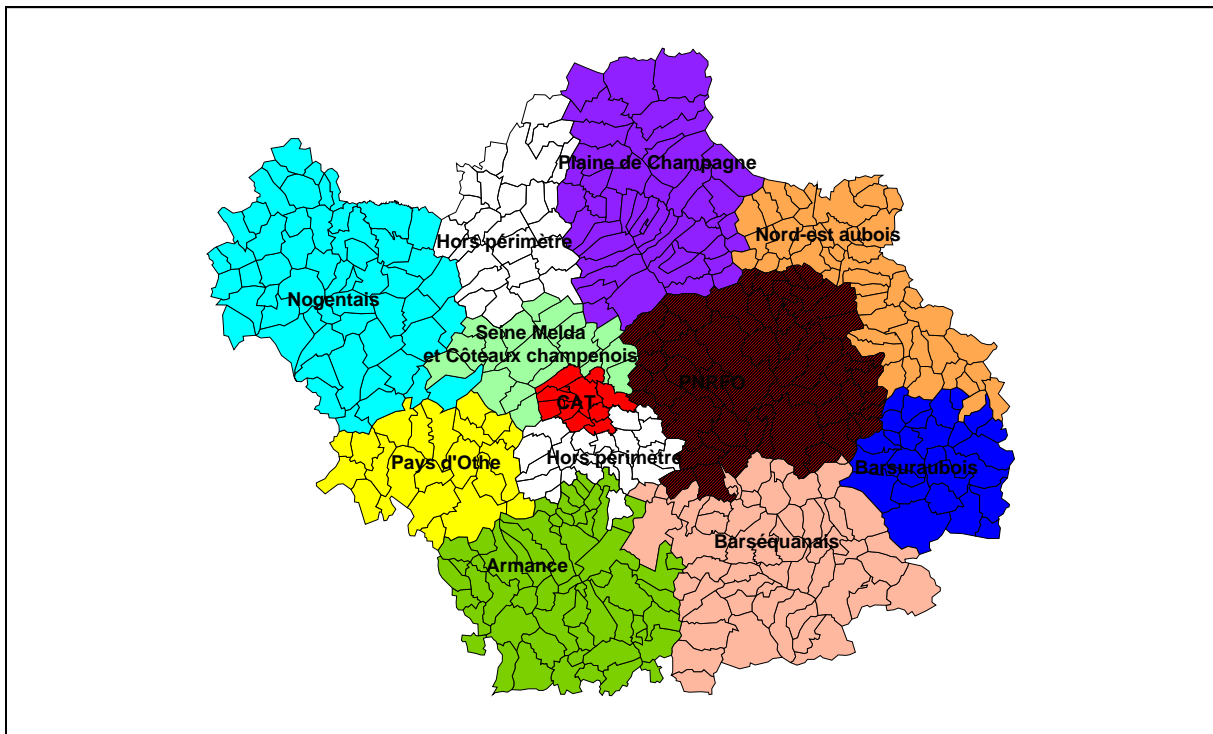 Plaine de Champagne
Nord-est aubois
Hors périmètre
Nogentais
Seine Melda
et Côteaux champenois
PNRFO
CAT
Pays d'Othe
Hors périmètre
Barsuraubois
Barséquanais
Armance